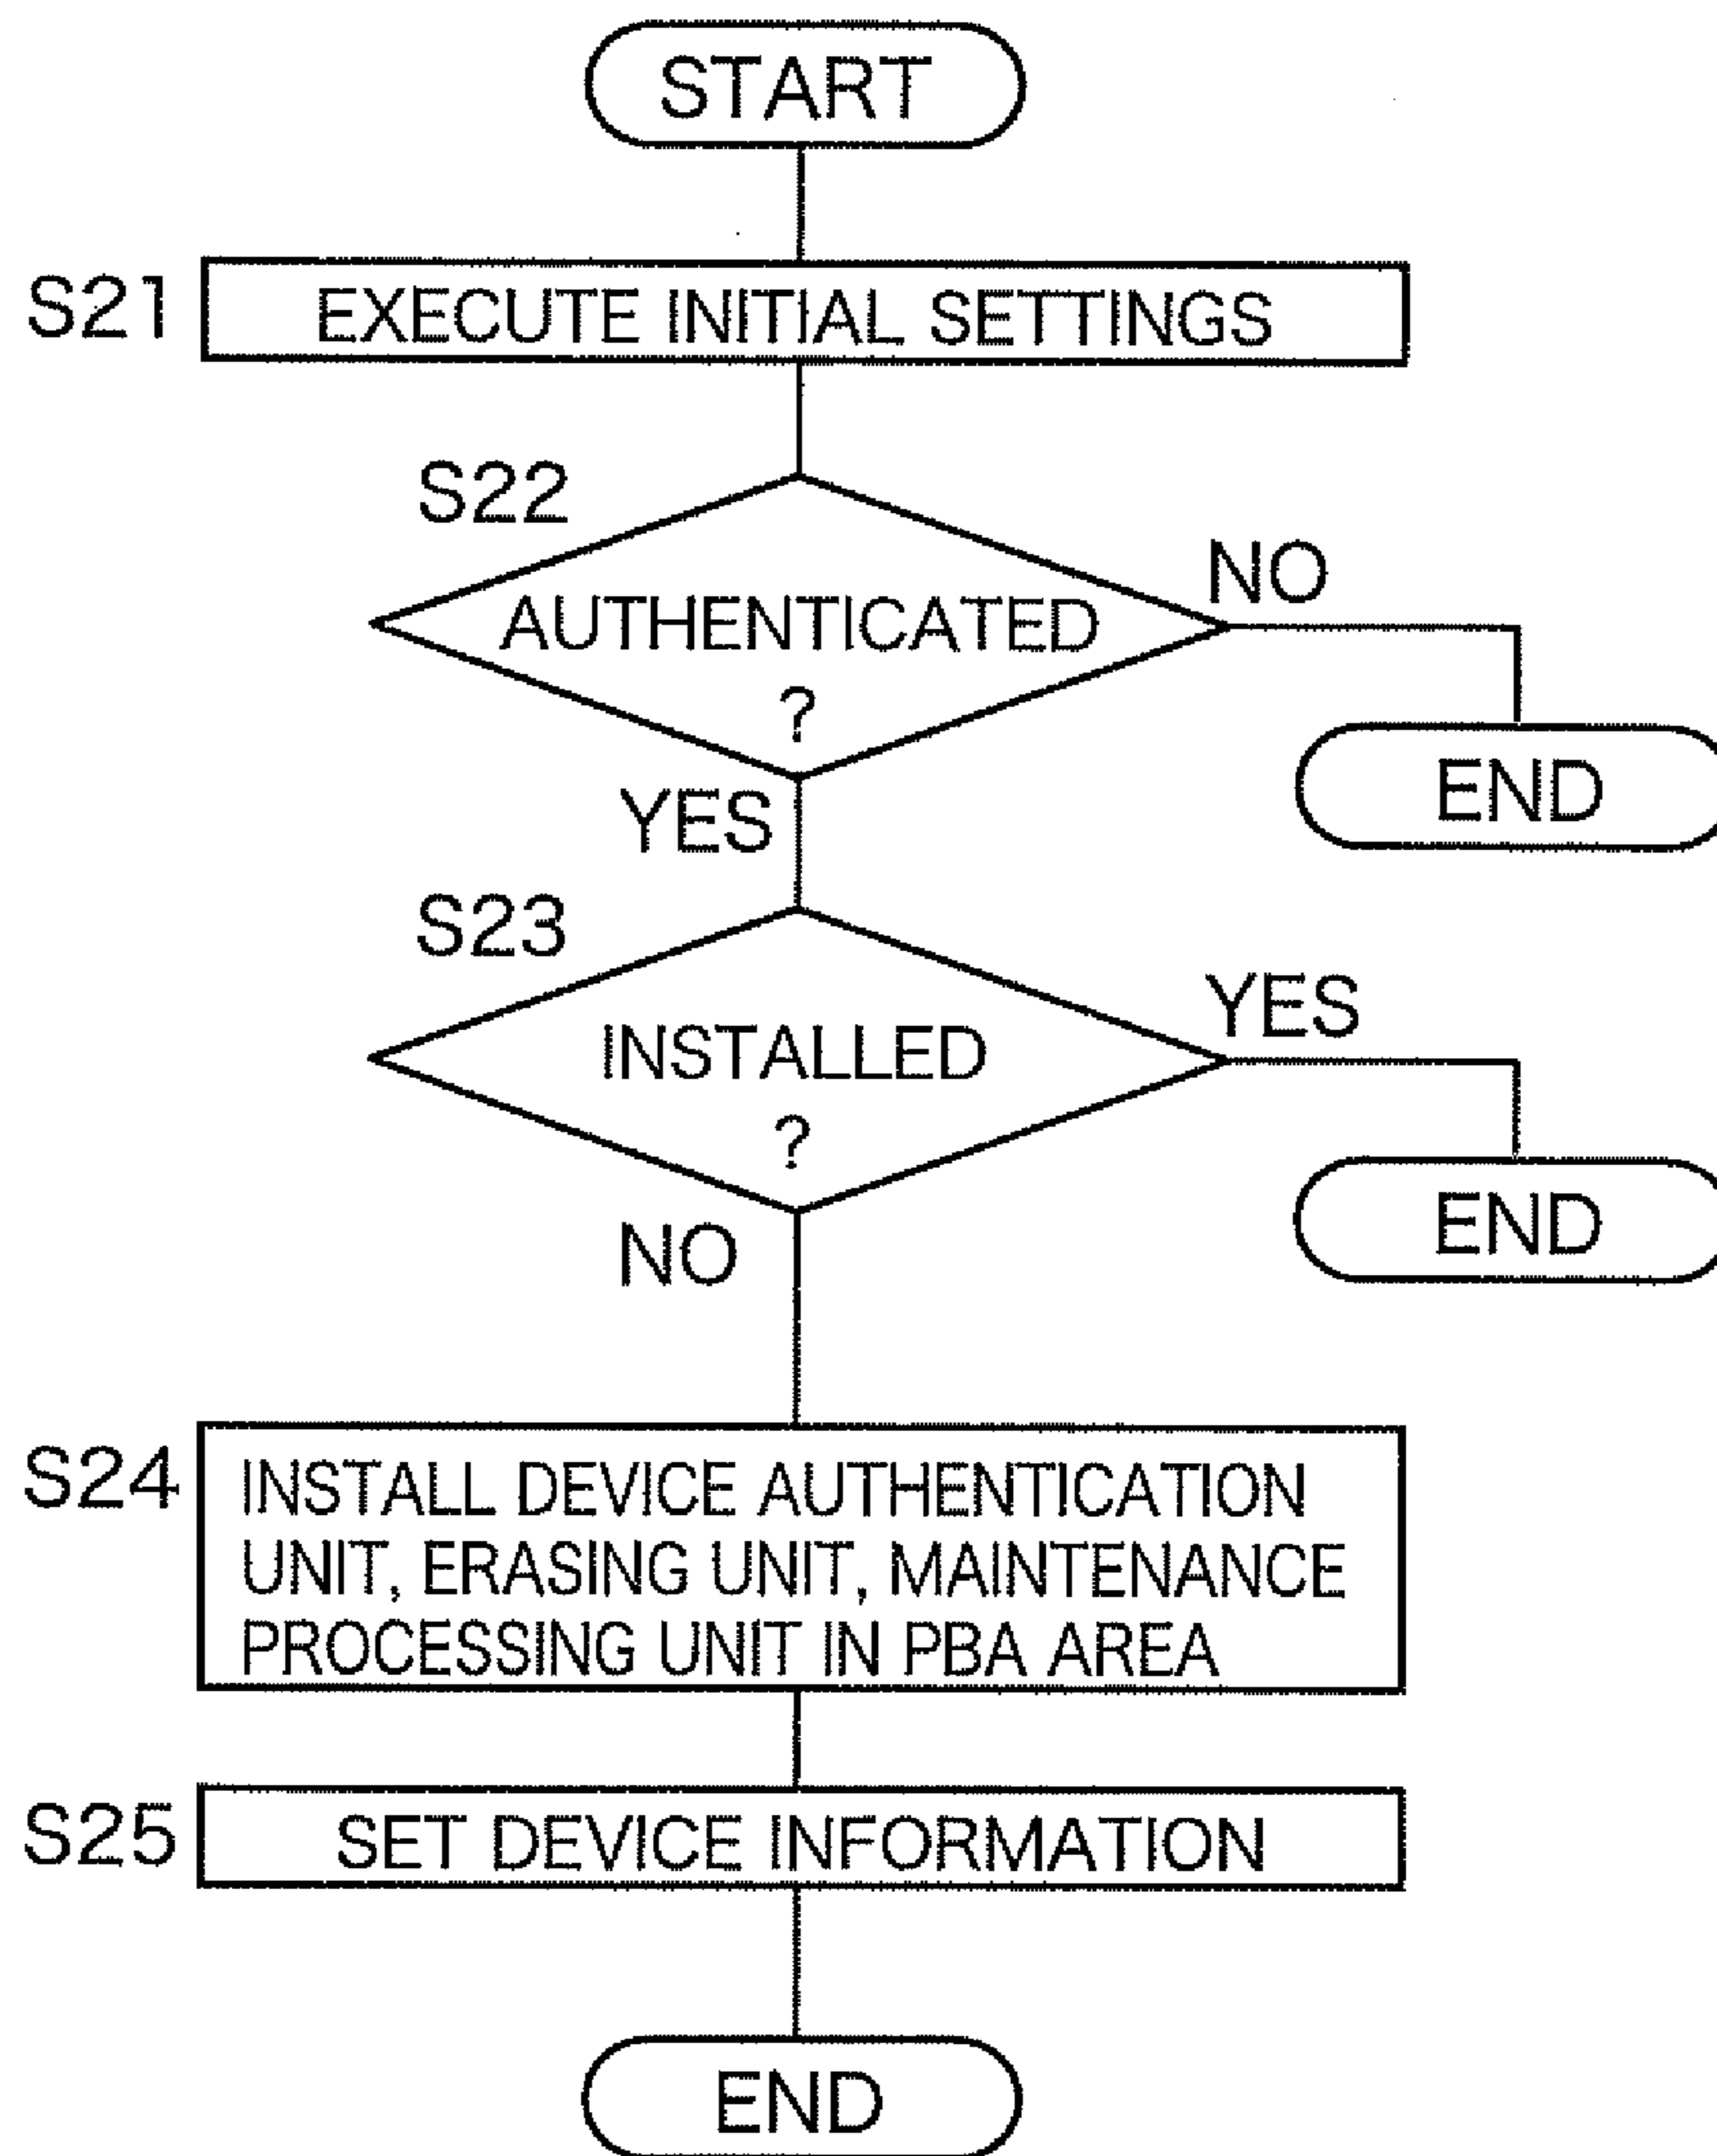 START
S21
EXECUTE INITIAL SETTINGS
S22
AUTHENTICATED
?
NO
END
YES
S23
INSTALLED
?
YES
END
NO
S24
INSTALL DEVICE AUTHENTICATION
UNIT, ERASING UNIT, MAINTENANCE
PROCESSING UNIT IN PBA AREA
S25
SET DEVICE INFORMATION
END